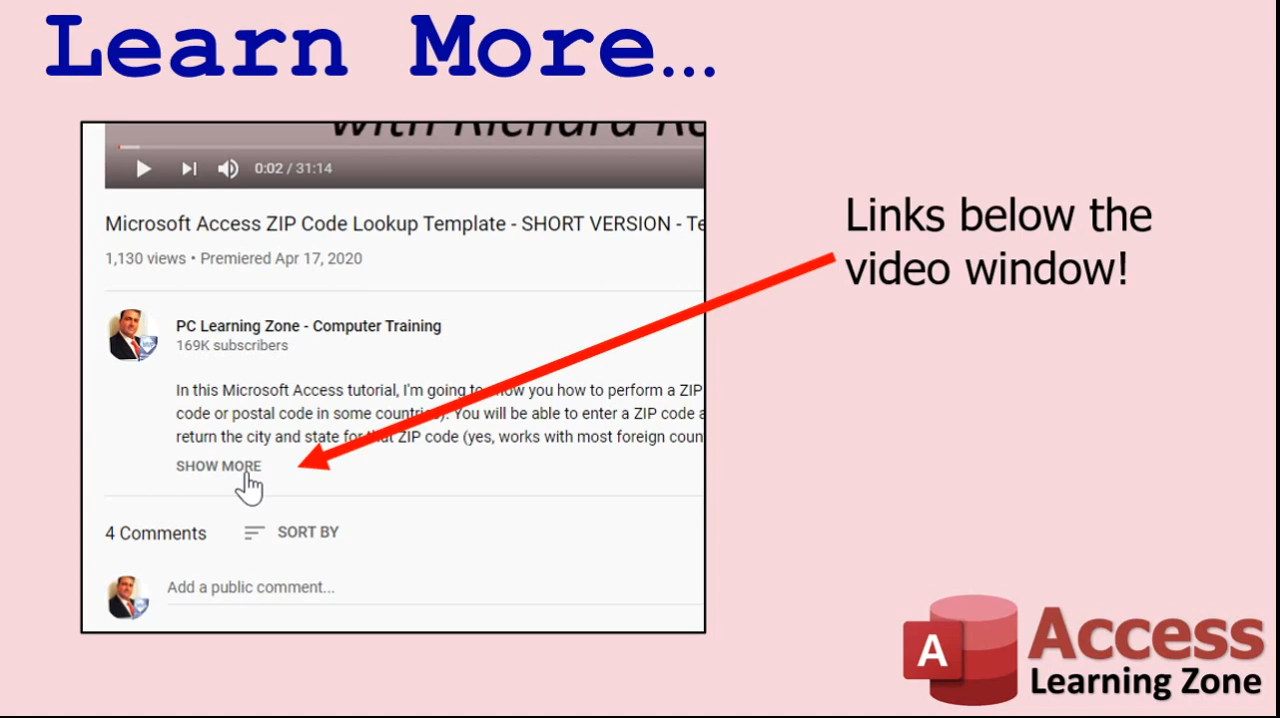 Learn More...
with Richard
0:02 / 31:14
Microsoft Access ZIP Code Lookup Template - SHORT VERSION -
1,130 views • Premiered Apr 17, 2020
PC Learning Zone - Computer Training
169K subscribers
In this Microsoft Access tutorial, I'm going to show you how to perform a ZIP
code or postal code in some countries). You will be able to enter a ZIP code
return the city and state for that ZIP code (yes, works with most foreign
SHOW MORE
4 Comments
SORT BY
Add a public comment...
Links below the
video window!
A
Access
Learning Zone